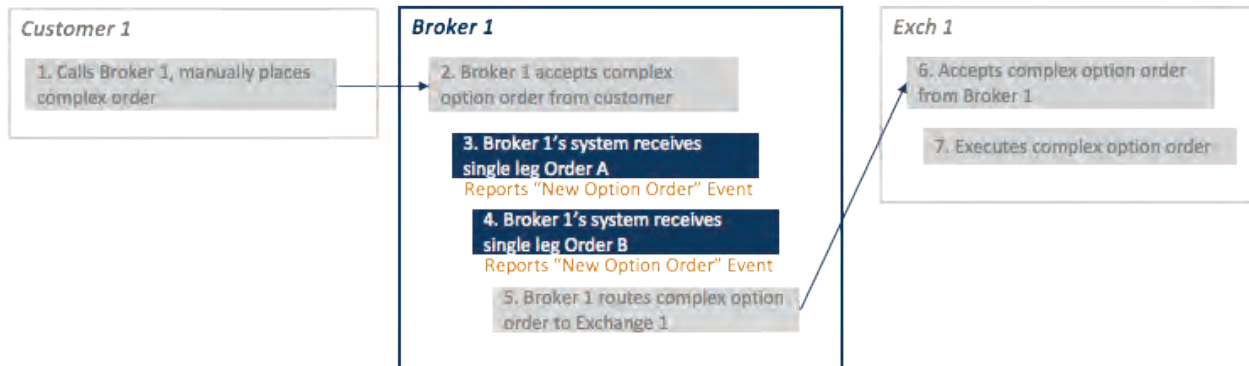 Customer 1
1. Calls Broker 1, manually places
complex order
Broker 1
2. Broker 1 accepts complex
option order from customer
3. Broker 1's system receives
single leg Order A
Reports "New Option Order" Event
4. Broker 1's system receives
single leg Order B
Reports "New Option Order" Event
5. Broker 1 routes complex option
order to Exchange 1
Exch 1
6. Accepts complex option order
from Broker 1
7. Executes complex option order